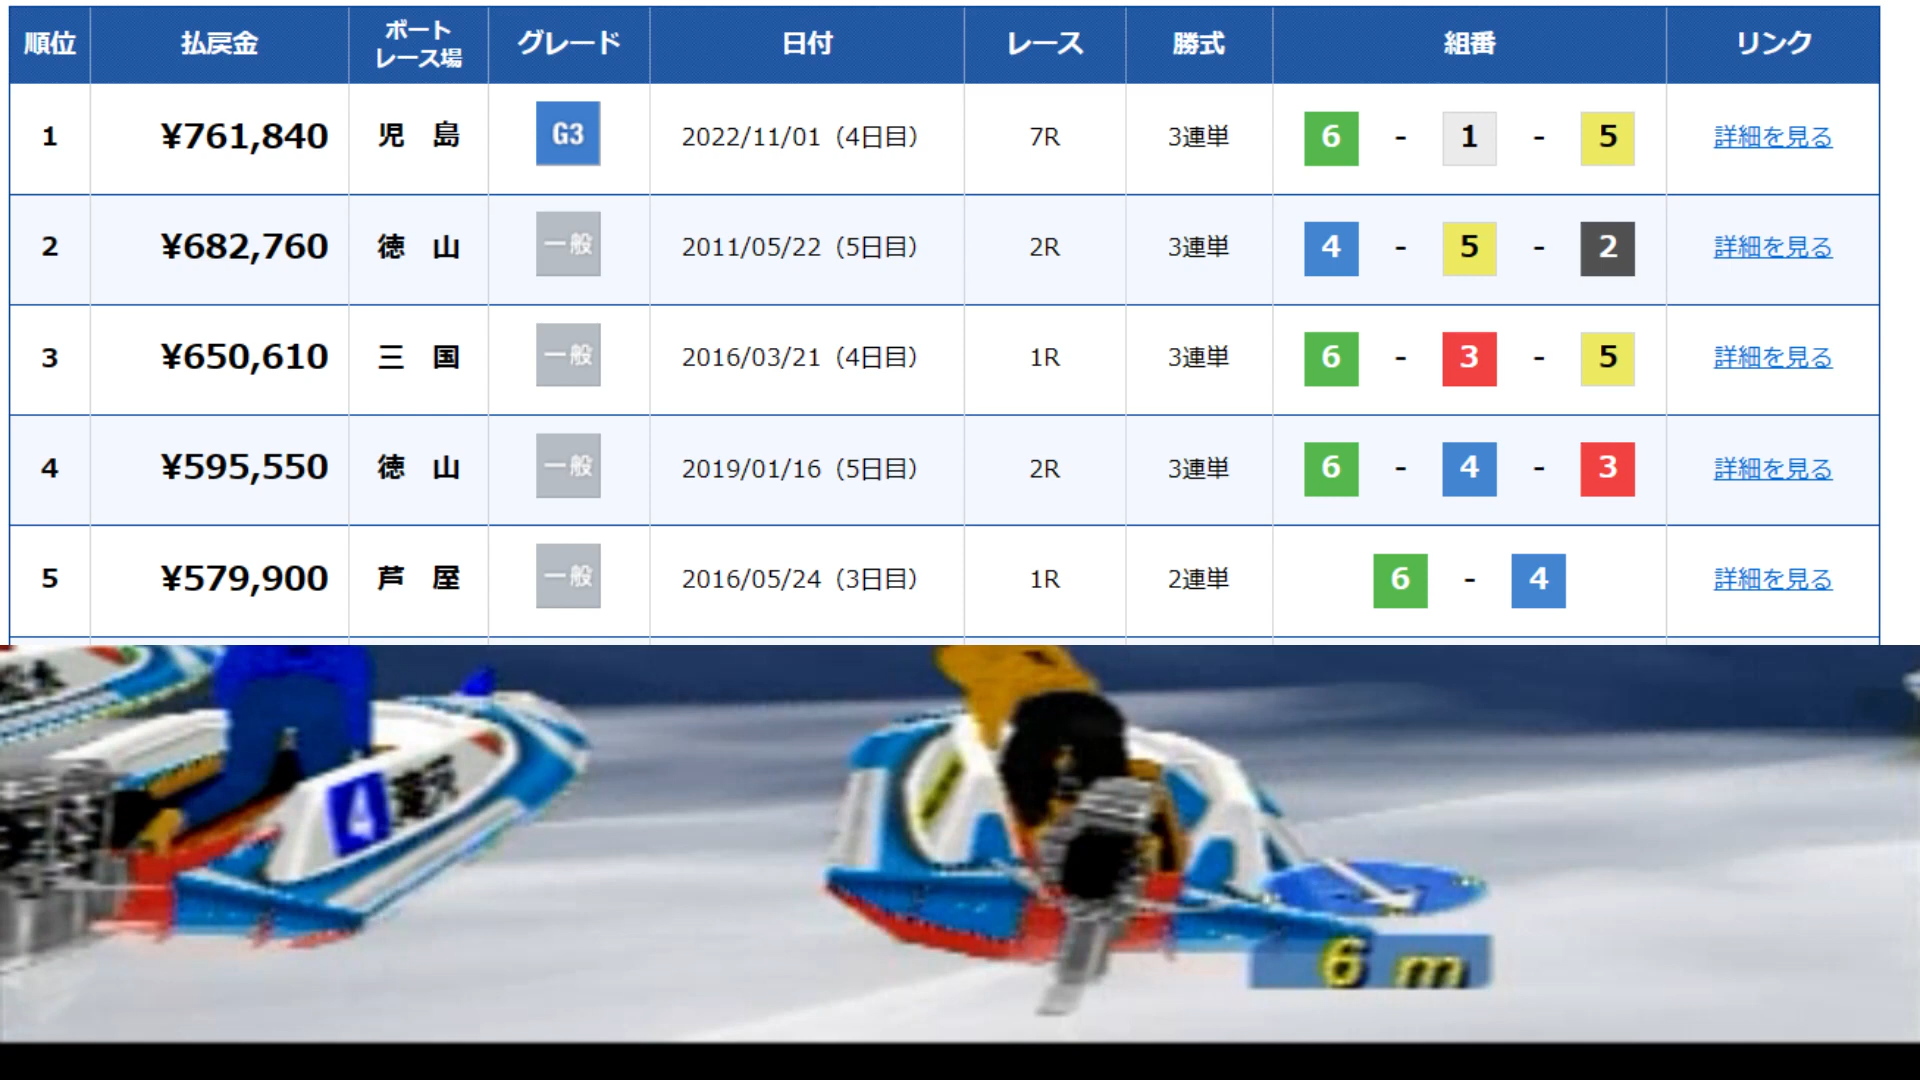 順位 払戻金 ボートレース場 グレード 日付 レース 勝式 組番 リンク
1 ¥761,840 児 島 G3 2022/11/01（4日目） 7R 3連単 6 - 1 - 5 詳細を見る
2 ¥682,760 徳 山 一般 2011/05/22（5日目） 2R 3連単 4 - 5 - 2 詳細を見る
3 ¥650,610 三 国 一般 2016/03/21（4日目） 1R 3連単 6 - 3 - 5 詳細を見る
4 ¥595,550 徳 山 一般 2019/01/16（5日目） 2R 3連単 6 - 4 - 3 詳細を見る
5 ¥579,900 芦 屋 一般 2016/05/24（3日目） 1R 2連単 6 - 4 詳細を見る
4
6 m